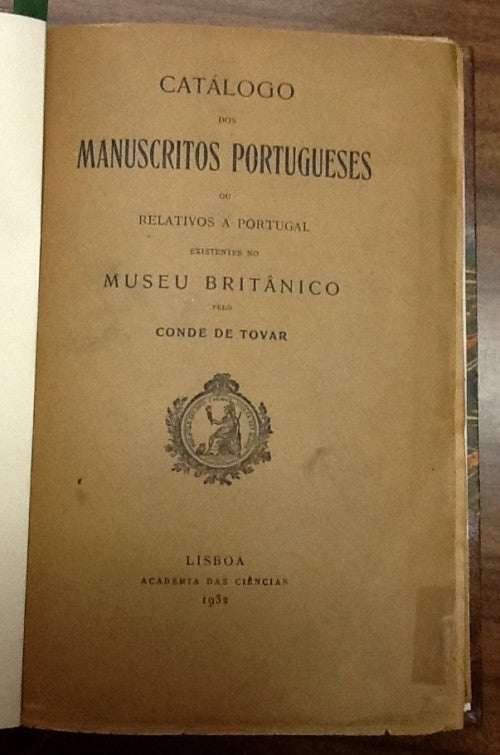 CATÁLOGO
DOS
MANUSCRITOS PORTUGUESES
OU
RELATIVOS A PORTUGAL
EXISTENTES NO
MUSEU BRITÂNICO
PELO
CONDE DE TOVAR
LISBOA
ACADEMIA DAS CIÊNCIAS
1932